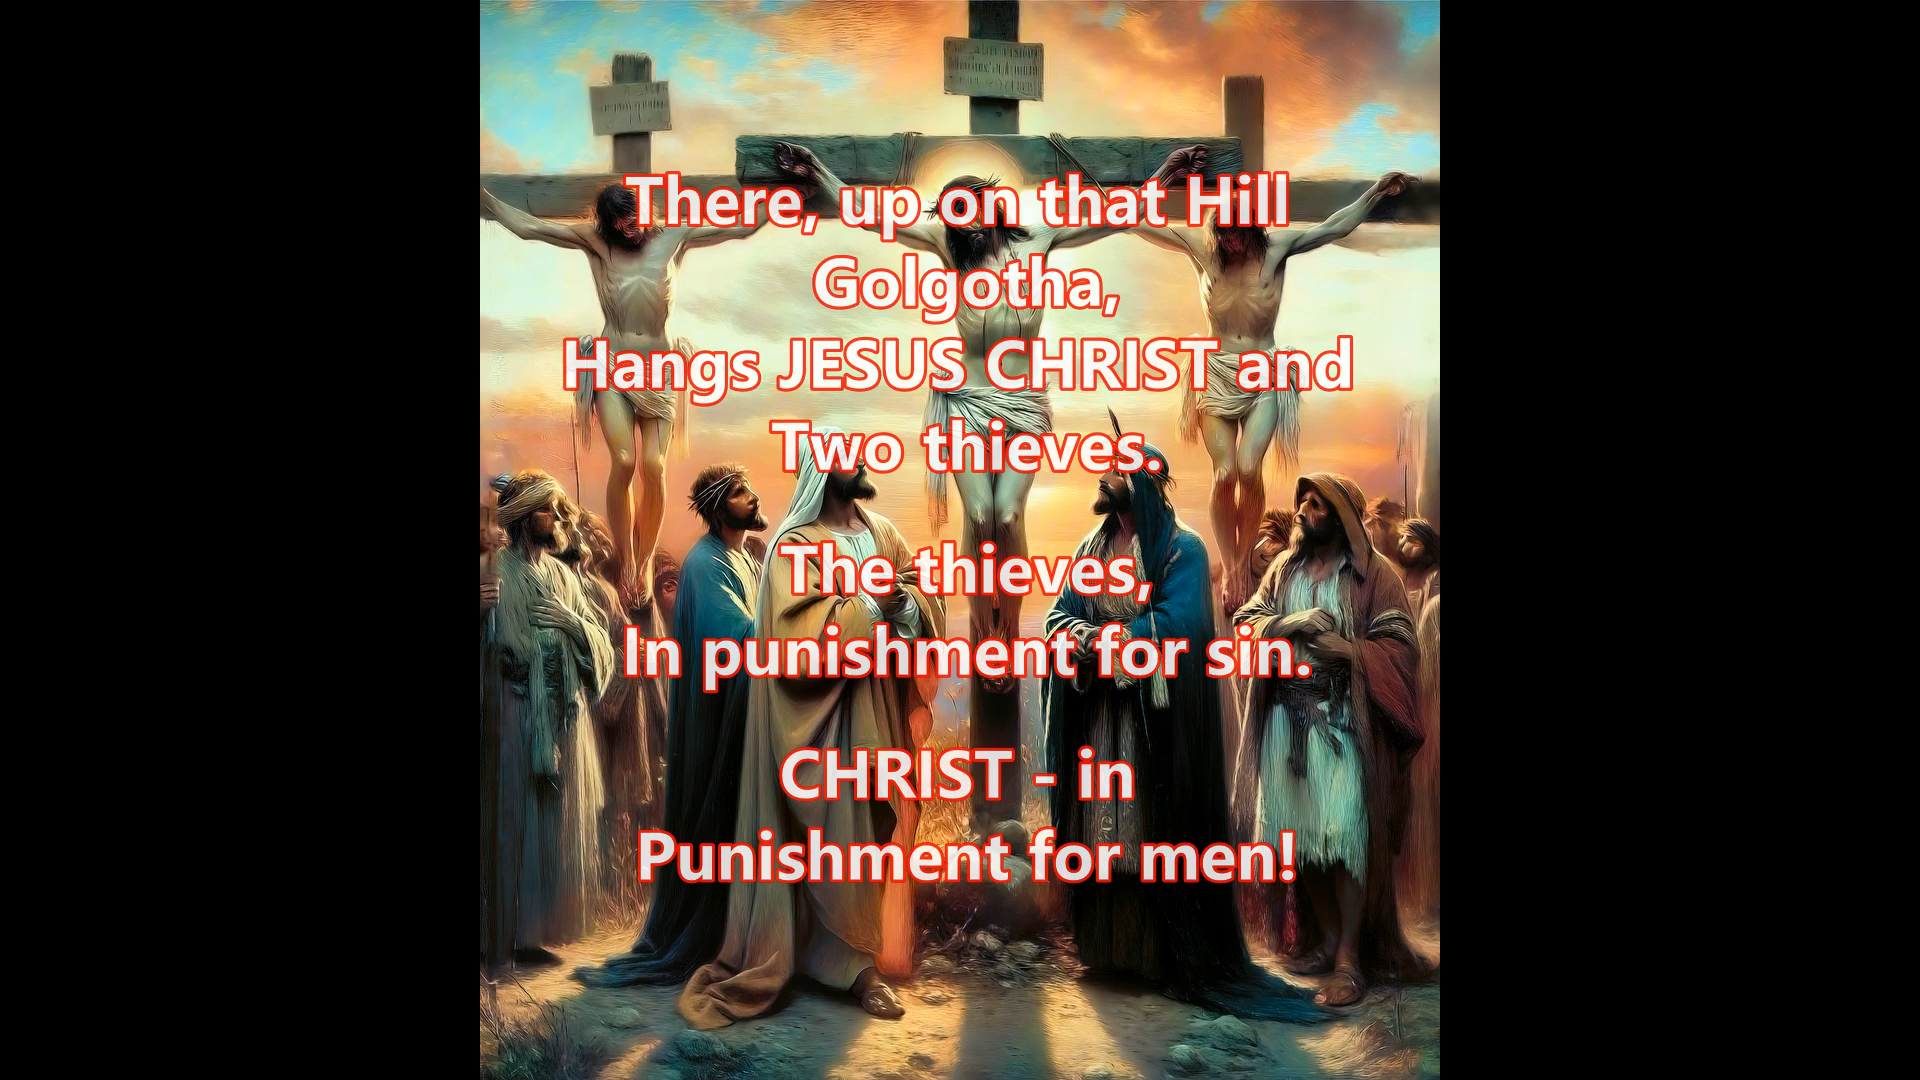 There, up on that Hill
Golgotha,
Hangs JESUS CHRIST and
Two thieves.
The thieves,
In punishment for sin.
CHRIST - in
Punishment for men!